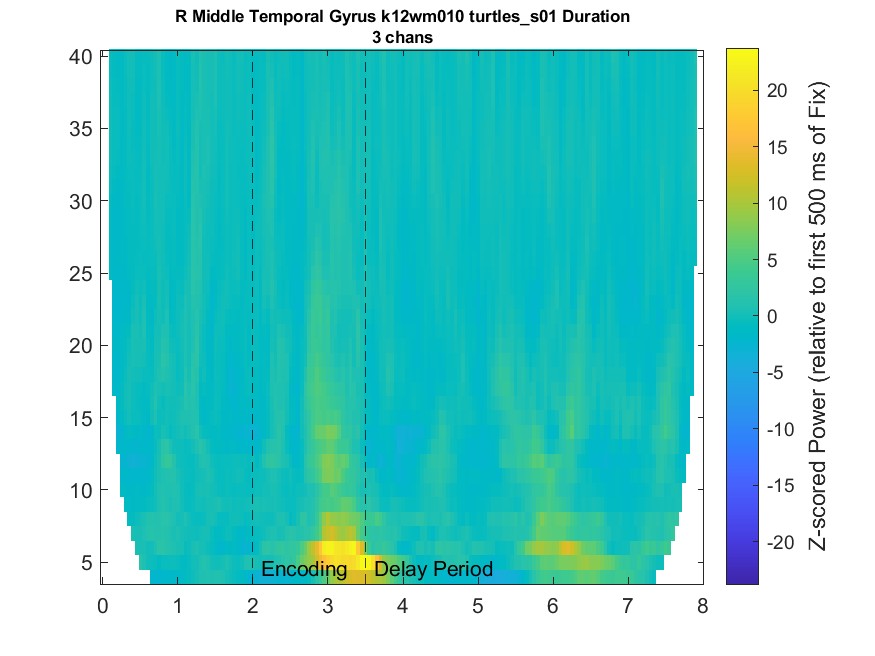 R Middle Temporal Gyrus k12wm010 turtles_s01 Duration
3 chans
40
35
30
25
20
15
10
5
Encoding
Delay Period
0 1 2 3 4 5 6 7 8
20
15
10
5
0
-5
-10
-15
-20
Z-scored Power (relative to first 500 ms of Fix)